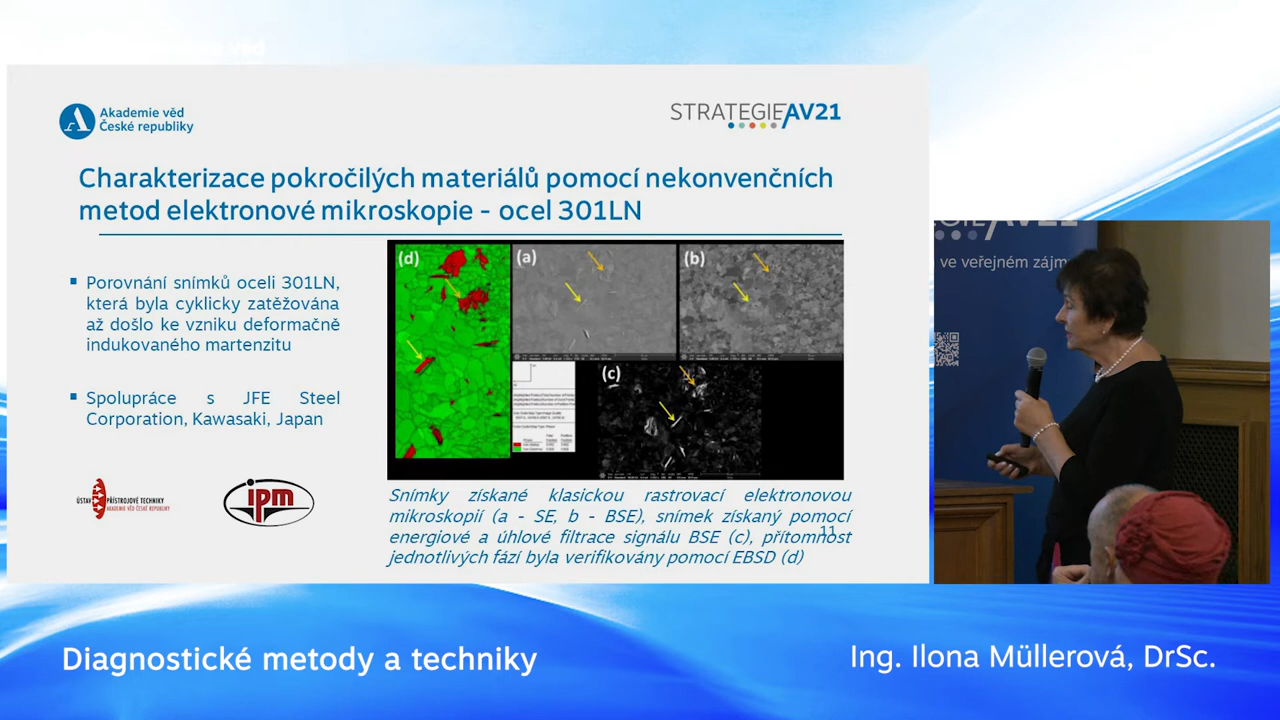 Akademie věd
České republiky
STRATEGIE AV21
Charakterizace pokročilých materiálů pomocí nekonvenčních
metod elektronové mikroskopie - ocel 301LN
Porovnání snímků oceli 301LN,
která byla cyklicky zatěžována
až došlo ke vzniku deformačně
indukovaného martenzitu
Spolupráce s JFE Steel
Corporation, Kawasaki, Japan
ÚSTAV PŘÍSTROJOVÉ TECHNIKY
AKADEMIE VĚD ČESKÉ REPUBLIKY
ipm
(d)
(a)
(b)
(c)
Snímky získané klasickou rastrovací elektronovou
mikroskopií (a - SE, b - BSE), snímek získaný pomocí
energiové a úhlové filtrace signálu BSE (c), přítomnost
jednotlivých fází byla verifikovány pomocí EBSD (d)
11
AV21
ve veřejném zájm
Diagnostické metody a techniky
Ing. Ilona Müllerová, DrSc.